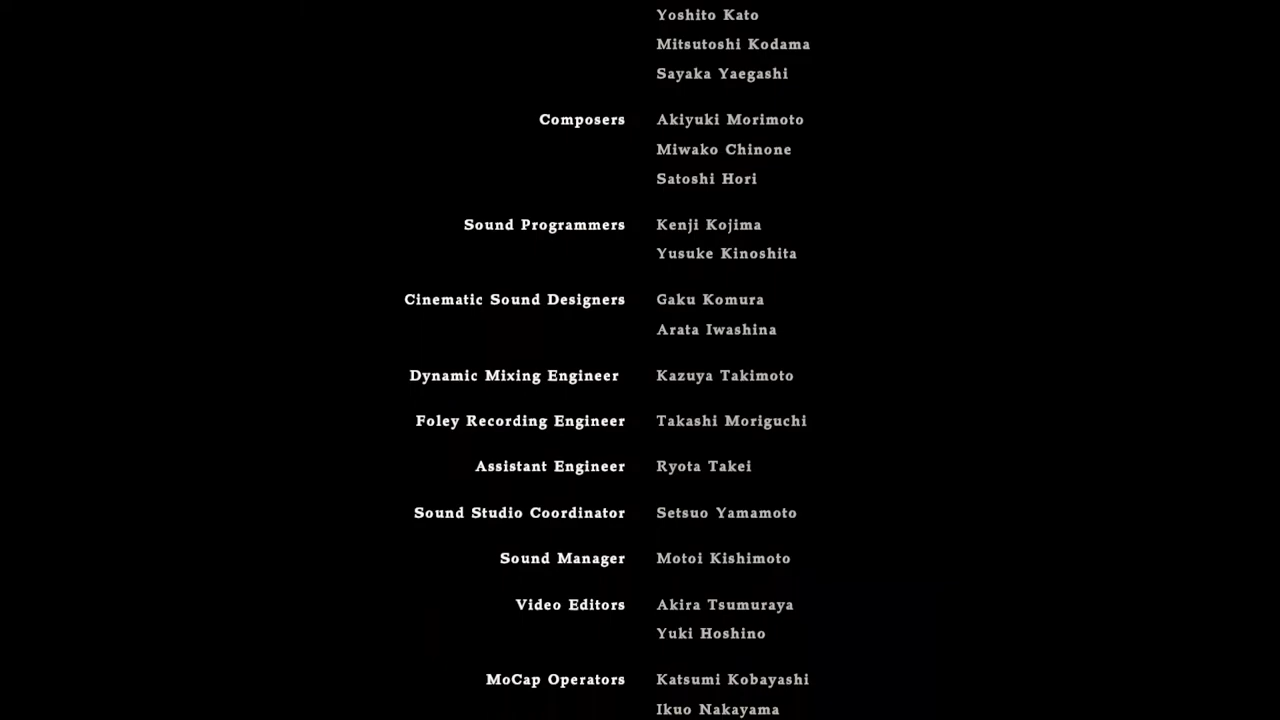 Yoshito Kato
Mitsutoshi Kodama
Sayaka Yaegashi
Composers Akiyuki Morimoto
Miwako Chinone
Satoshi Hori
Sound Programmers Kenji Kojima
Yusuke Kinoshita
Cinematic Sound Designers Gaku Komura
Arata Iwashina
Dynamic Mixing Engineer Kazuya Takimoto
Foley Recording Engineer Takashi Moriguchi
Assistant Engineer Ryota Takei
Sound Studio Coordinator Setsuo Yamamoto
Sound Manager Motoi Kishimoto
Video Editors Akira Tsumuraya
Yuki Hoshino
MoCap Operators Katsumi Kobayashi
Ikuo Nakayama